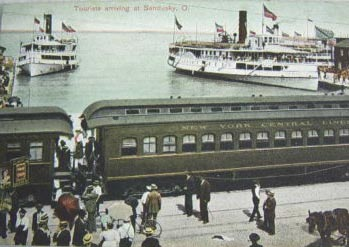 Tourists arriving at Sandusky, O.
NEW YORK CENTRAL LINES